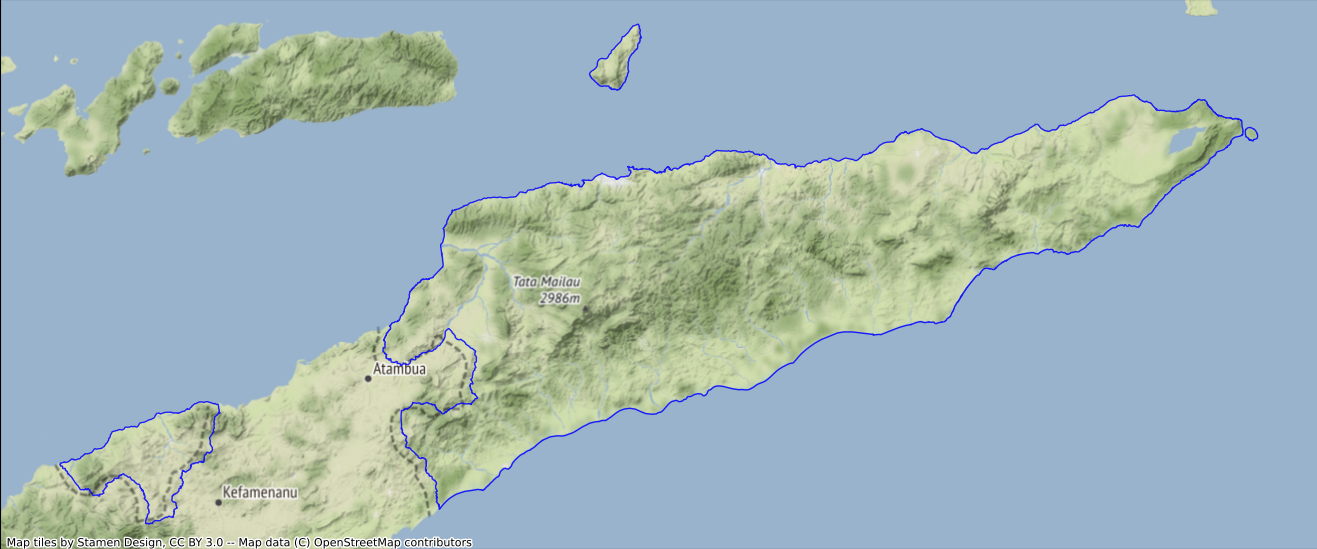 Tata Mailau
2986m
Atambua
Kefamenanu
Map tiles by Stamen Design, CC BY 3.0 -- Map data (C) OpenStreetMap contributors